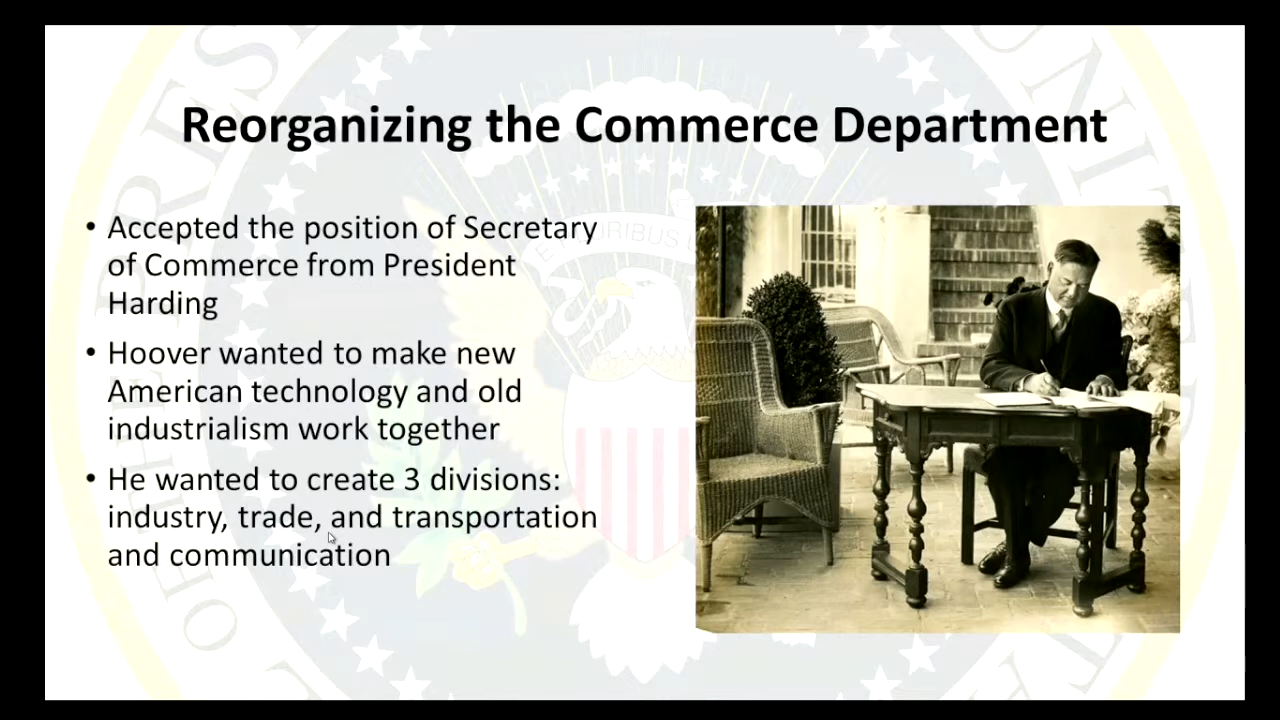 Reorganizing the Commerce Department
• Accepted the position of Secretary
of Commerce from President
Harding
• Hoover wanted to make new
American technology and old
industrialism work together
• He wanted to create 3 divisions:
industry, trade, and transportation
and communication